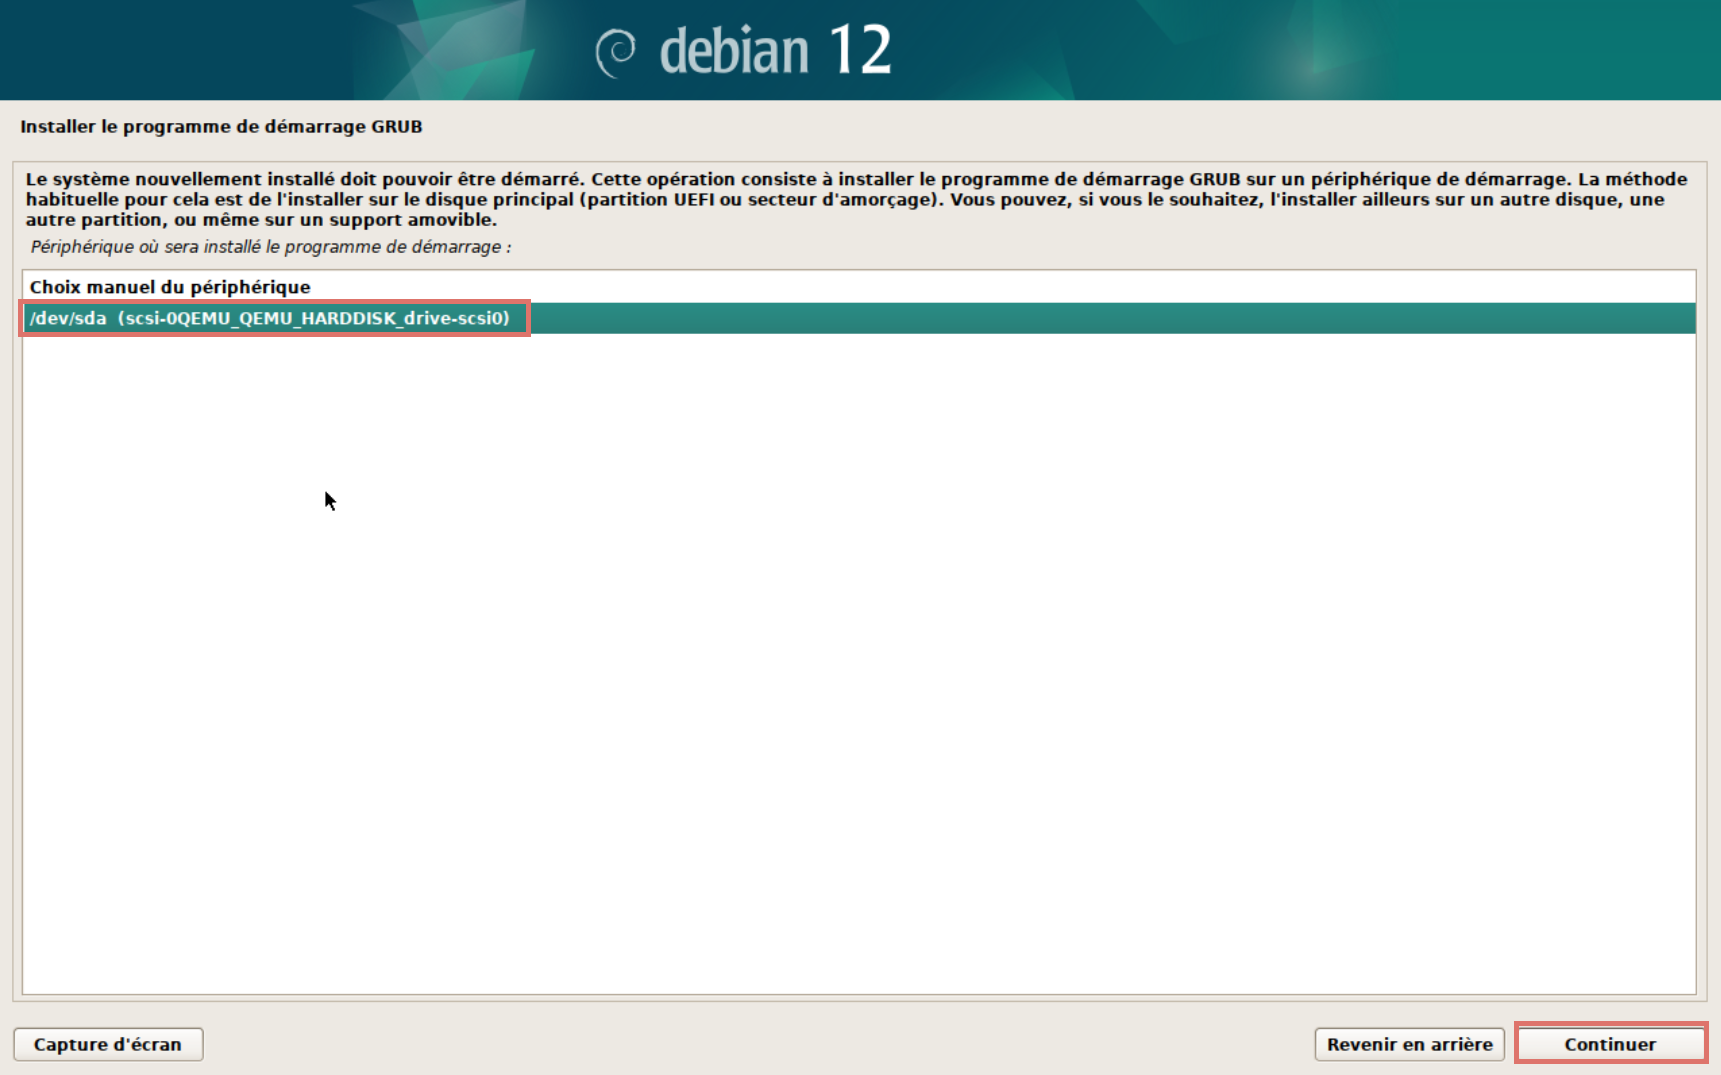 debian 12
Installer le programme de démarrage GRUB
Le système nouvellement installé doit pouvoir être démarré. Cette opération consiste à installer le programme de démarrage GRUB sur un périphérique de démarrage. La méthode
habituelle pour cela est de l'installer sur le disque principal (partition UEFI ou secteur d'amorçage). Vous pouvez, si vous le souhaitez, l'installer ailleurs sur un autre disque, une
autre partition, ou même sur un support amovible.
Périphérique où sera installé le programme de démarrage :
Choix manuel du périphérique
/dev/sda  (scsi-0QEMU_QEMU_HARDDISK_drive-scsi0)
Capture d'écran
Revenir en arrière
Continuer